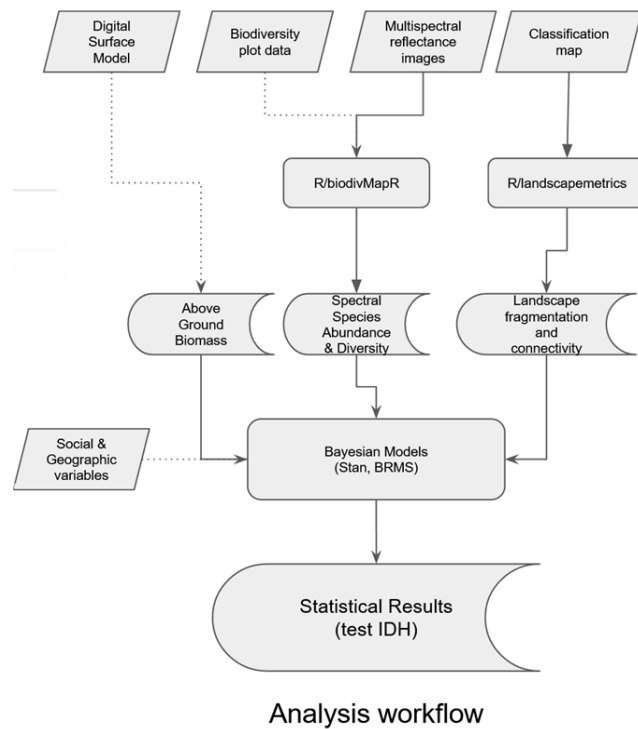 Digital
Surface
Model
Biodiversity
plot data
Multispectral
reflectance
images
Classification
map
R/biodivMapR
R/landscapemetrics
Above
Ground
Biomass
Spectral
Species
Abundance
& Diversity
Landscape
fragmentation
and
connectivity
Social &
Geographic
variables
Bayesian Models
(Stan, BRMS)
Statistical Results
(test IDH)
Analysis workflow